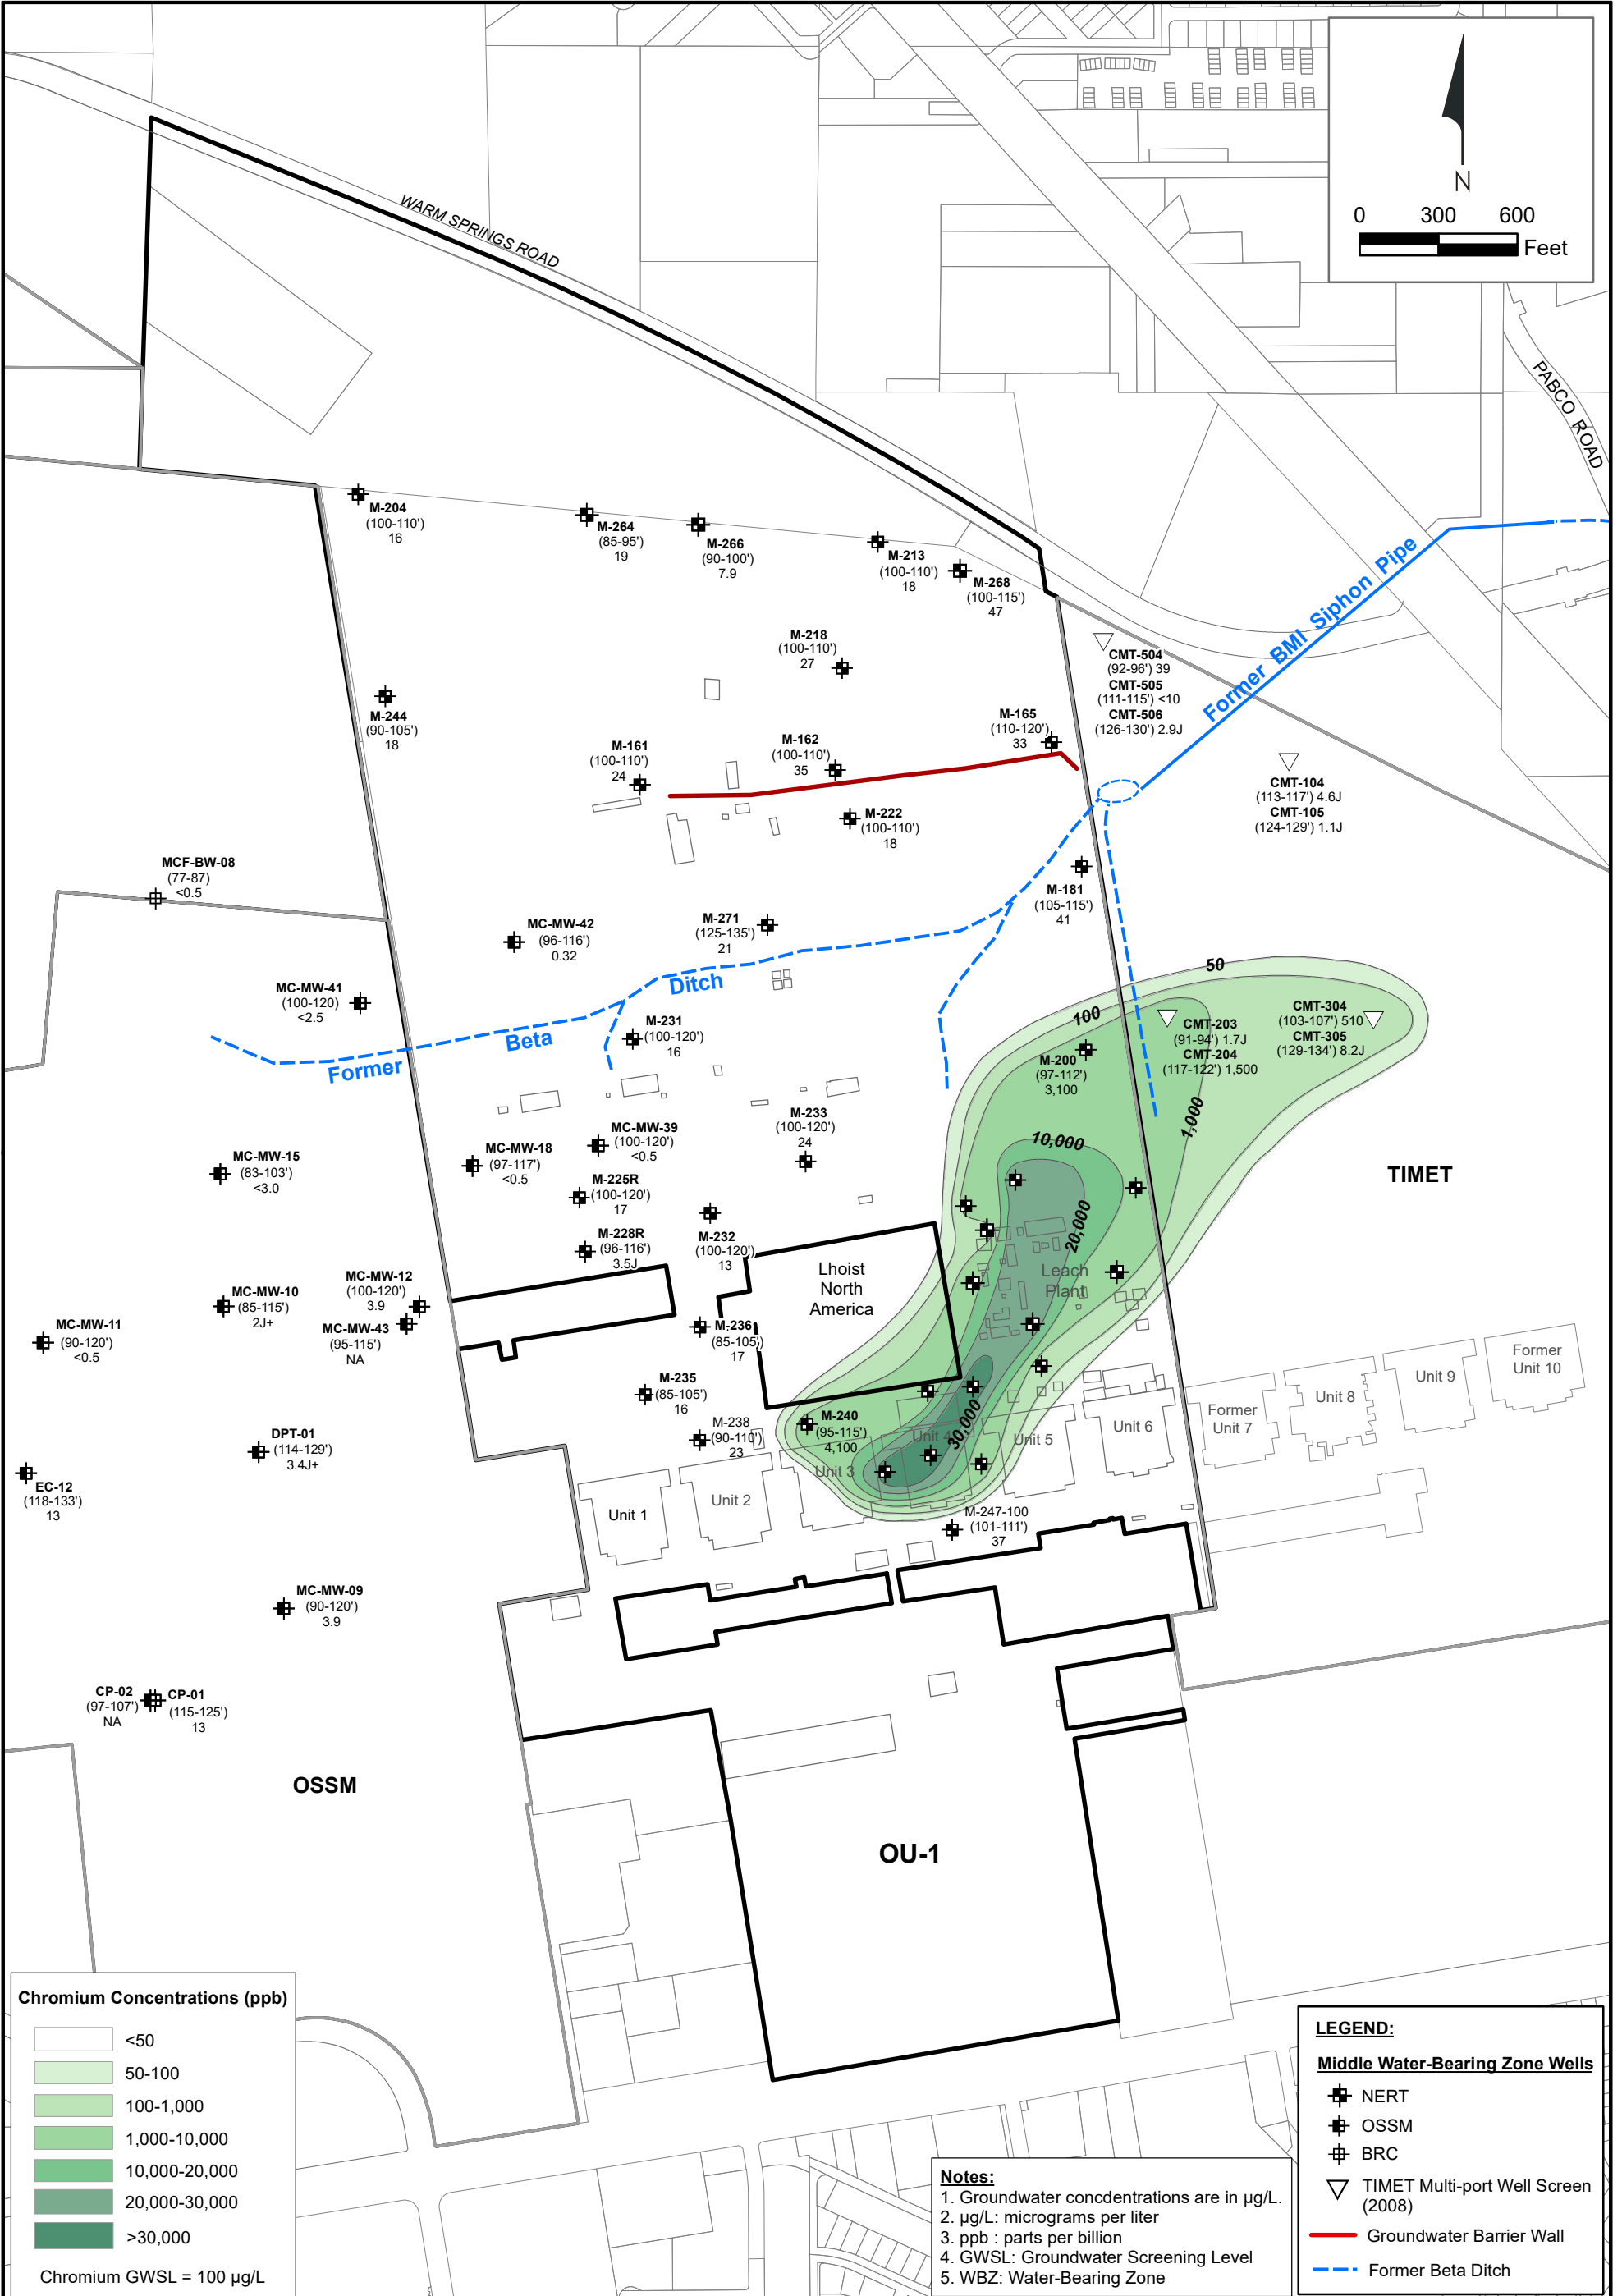 WARM SPRINGS ROAD
N
0 300 600
Feet
PABCO ROAD
M-204
(100-110')
16
M-264
(85-95')
19
M-266
(90-100')
7.9
M-213
(100-110')
18
M-268
(100-115')
47
M-218
(100-110')
27
CMT-504
(92-96') 39
CMT-505
(111-115') <10
CMT-506
(126-130') 2.9J
Former BMI Siphon Pipe
M-244
(90-105')
18
M-161
(100-110')
24
M-162
(100-110')
35
M-165
(110-120')
33
CMT-104
(113-117') 4.6J
CMT-105
(124-129') 1.1J
M-222
(100-110')
18
MCF-BW-08
(77-87)
<0.5
M-181
(105-115')
41
MC-MW-42
(96-116')
0.32
M-271
(125-135')
21
MC-MW-41
(100-120)
<2.5
Former Beta Ditch
M-231
(100-120')
16
50
100
1,000
10,000
20,000
30,000
CMT-203
(91-94') 1.7J
CMT-204
(117-122') 1,500
CMT-304
(103-107') 510
CMT-305
(129-134') 8.2J
M-200
(97-112')
3,100
M-233
(100-120')
24
MC-MW-39
(100-120')
<0.5
MC-MW-18
(97-117')
<0.5
MC-MW-15
(83-103')
<3.0
M-225R
(100-120')
17
M-228R
(96-116')
3.5J
M-232
(100-120')
13
TIMET
Lhoist
North
America
Leach
Plant
MC-MW-10
(85-115')
2J+
MC-MW-12
(100-120')
3.9
MC-MW-43
(95-115')
NA
MC-MW-11
(90-120')
<0.5
M-236
(85-105')
17
M-235
(85-105')
16
M-238
(90-110')
23
M-240
(95-115')
4,100
DPT-01
(114-129')
3.4J+
EC-12
(118-133')
13
Unit 1
Unit 2
Unit 3
Unit 4
Unit 5
Unit 6
Former
Unit 7
Unit 8
Unit 9
Former
Unit 10
M-247-100
(101-111')
37
MC-MW-09
(90-120')
3.9
CP-02
(97-107')
NA
CP-01
(115-125')
13
OSSM
OU-1
Chromium Concentrations (ppb)
<50
50-100
100-1,000
1,000-10,000
10,000-20,000
20,000-30,000
>30,000
Chromium GWSL = 100 µg/L
Notes:
1. Groundwater concdentrations are in µg/L.
2. µg/L: micrograms per liter
3. ppb : parts per billion
4. GWSL: Groundwater Screening Level
5. WBZ: Water-Bearing Zone
LEGEND:
Middle Water-Bearing Zone Wells
NERT
OSSM
BRC
TIMET Multi-port Well Screen
(2008)
Groundwater Barrier Wall
Former Beta Ditch